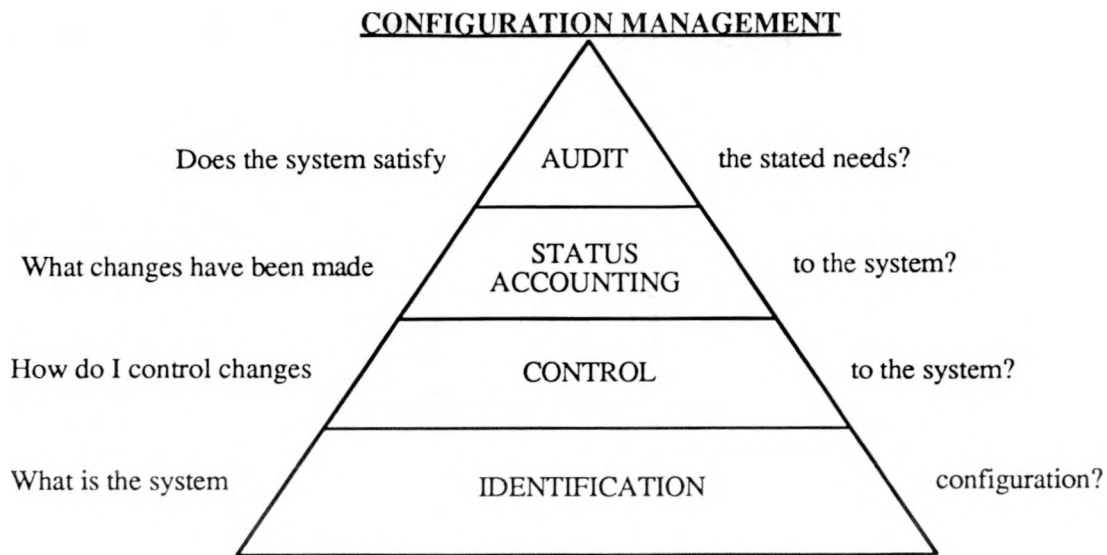 CONFIGURATION MANAGEMENT
Does the system satisfy AUDIT the stated needs?
What changes have been made STATUS ACCOUNTING to the system?
How do I control changes CONTROL to the system?
What is the system IDENTIFICATION configuration?